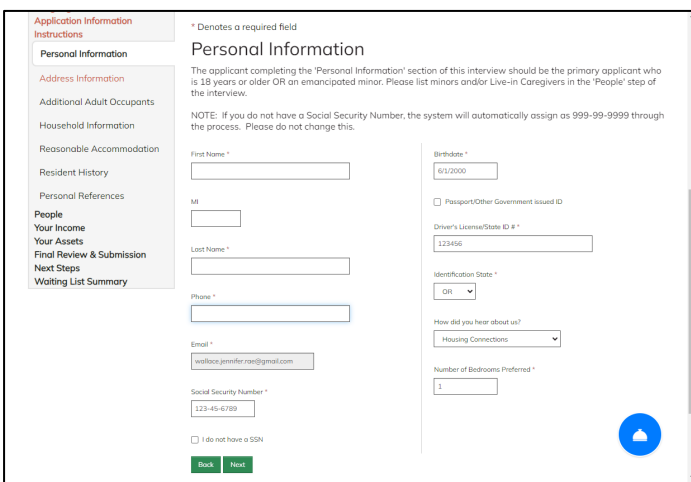 Application Information
Instructions
Personal Information
Address Information
Additional Adult Occupants
Household Information
Reasonable Accommodation
Resident History
Personal References
People
Your Income
Your Assets
Final Review & Submission
Next Steps
Waiting List Summary
* Denotes a required field
Personal Information
The applicant completing the 'Personal Information' section of this interview should be the primary applicant who
is 18 years or older OR an emancipated minor. Please list minors and/or Live-in Caregivers in the 'People' step of
the interview.
NOTE: If you do not have a Social Security Number, the system will automatically assign as 999-99-9999 through
the process. Please do not change this.
First Name *
MI
Last Name *
Phone *
Email *
wallace.jennifer.rae@gmail.com
Social Security Number *
123-45-6789
I do not have a SSN
Back Next
Birthdate *
6/1/2000
Passport/Other Government issued ID
Driver's License/State ID # *
123456
Identification State *
OR
How did you hear about us?
Housing Connections
Number of Bedrooms Preferred *
1